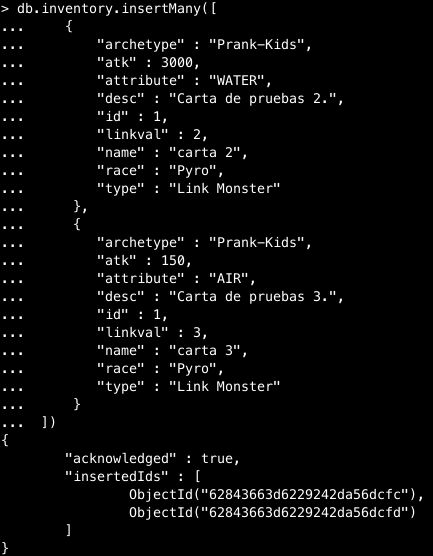 > db.inventory.insertMany([
...     {
...         "archetype" : "Prank-Kids",
...         "atk" : 3000,
...         "attribute" : "WATER",
...         "desc" : "Carta de pruebas 2.",
...         "id" : 1,
...         "linkval" : 2,
...         "name" : "carta 2",
...         "race" : "Pyro",
...         "type" : "Link Monster"
...      },
...      {
...         "archetype" : "Prank-Kids",
...         "atk" : 150,
...         "attribute" : "AIR",
...         "desc" : "Carta de pruebas 3.",
...         "id" : 1,
...         "linkval" : 3,
...         "name" : "carta 3",
...         "race" : "Pyro",
...         "type" : "Link Monster"
...      }
...  ])
{
        "acknowledged" : true,
        "insertedIds" : [
                ObjectId("62843663d6229242da56dcfc"),
                ObjectId("62843663d6229242da56dcfd")
        ]
}